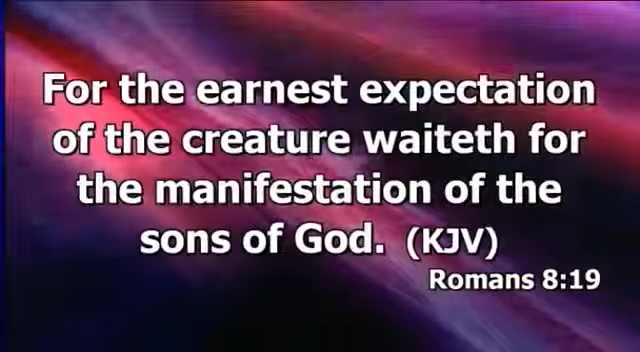 For the earnest expectation
of the creature waiteth for
the manifestation of the
sons of God. (KJV)
Romans 8:19